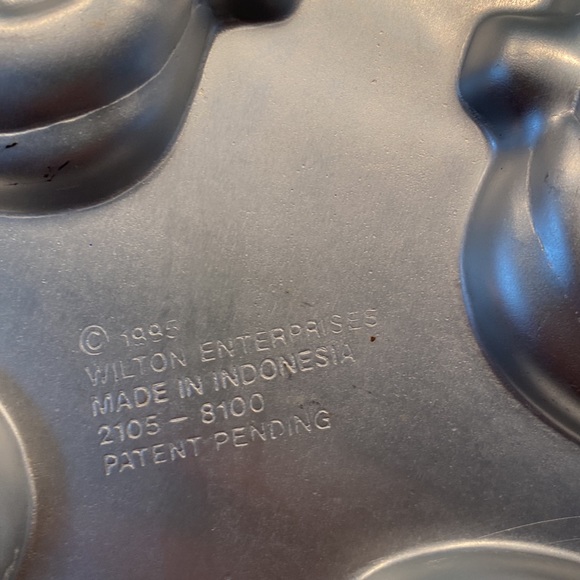 © 1995
WILTON ENTERPRISES
MADE IN INDONESIA
2105 - 8100
PATENT PENDING